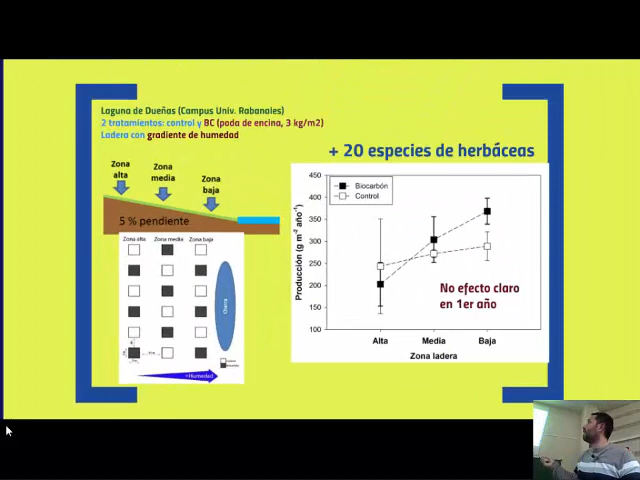 Laguna de Dueñas (Campus Univ. Rabanales)
2 tratamientos: control y BC (poda de encina, 3 kg/m2)
Ladera con gradiente de humedad
+ 20 especies de herbáceas
Zona alta
Zona media
Zona baja
5 % pendiente
Zona alta Zona media Zona baja
Charca
+Humedad
Producción (g m⁻² año⁻¹)
450
400
350
300
250
200
150
100
Biocarbón
Control
No efecto claro
en 1er año
Alta Media Baja
Zona ladera